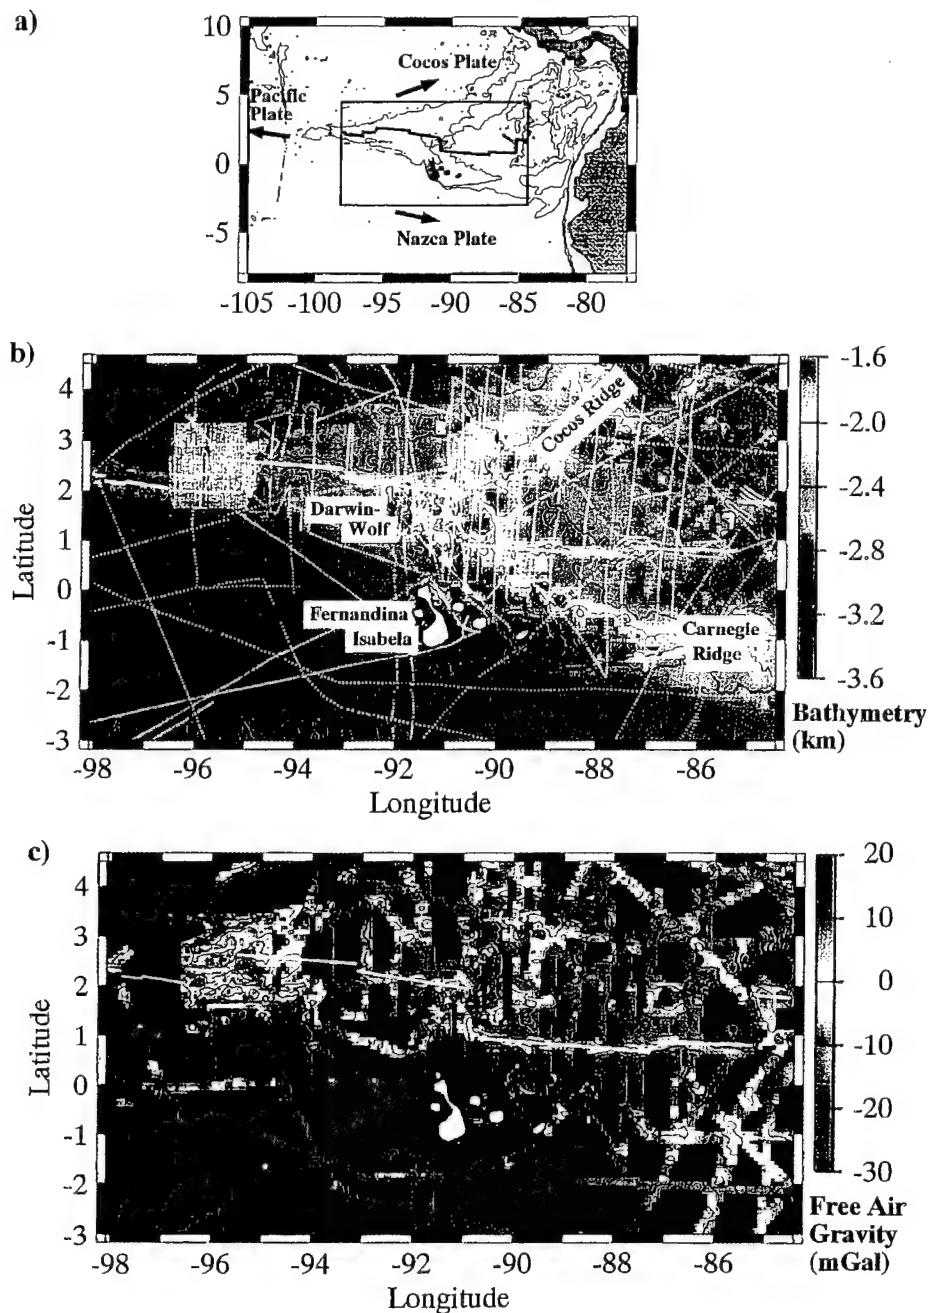 a)
10
5
0
-5
Cocos Plate
Pacific
Plate
Nazca Plate
-105 -100 -95 -90 -85 -80
b)
4
3
2
1
0
-1
-2
-3
Latitude
Cocus Ridge
Darwin-
Wolf
Fernandina
Isabela
Carnegie
Ridge
-1.6
-2.0
-2.4
-2.8
-3.2
-3.6
Bathymetry
(km)
-98 -96 -94 -92 -90 -88 -86
Longitude
c)
4
3
2
1
0
-1
-2
-3
Latitude
20
10
0
-10
-20
-30
Free Air
Gravity
(mGal)
-98 -96 -94 -92 -90 -88 -86
Longitude